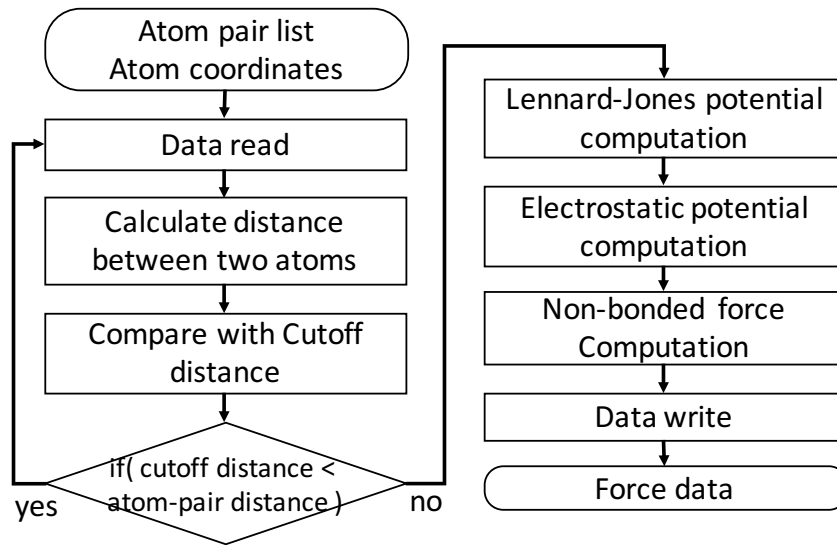 Atom pair list
Atom coordinates
Data read
Calculate distance
between two atoms
Compare with Cutoff
distance
if( cutoff distance <
atom-pair distance )
yes
no
Lennard-Jones potential
computation
Electrostatic potential
computation
Non-bonded force
Computation
Data write
Force data